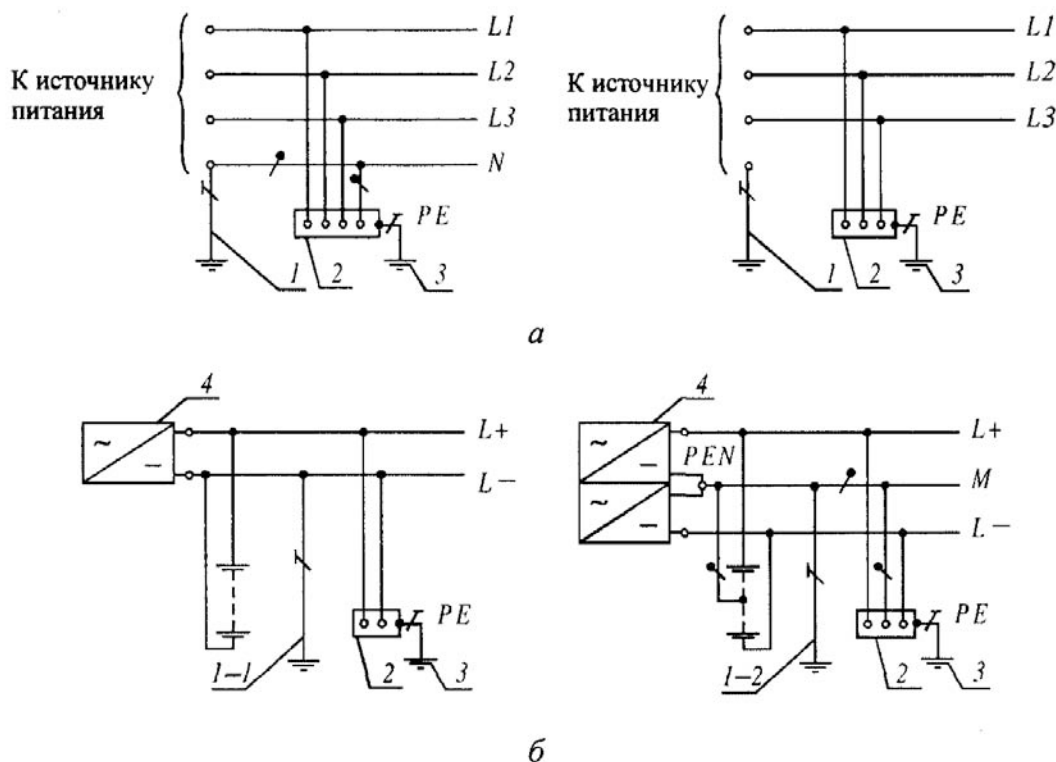 К источнику
питания
L1
L2
L3
N
PE
1
2
3
К источнику
питания
L1
L2
L3
PE
1
2
3
а
4
L+
L−
PE
1-1
2
3
4
L+
PEN
M
L−
PE
1-2
2
3
б